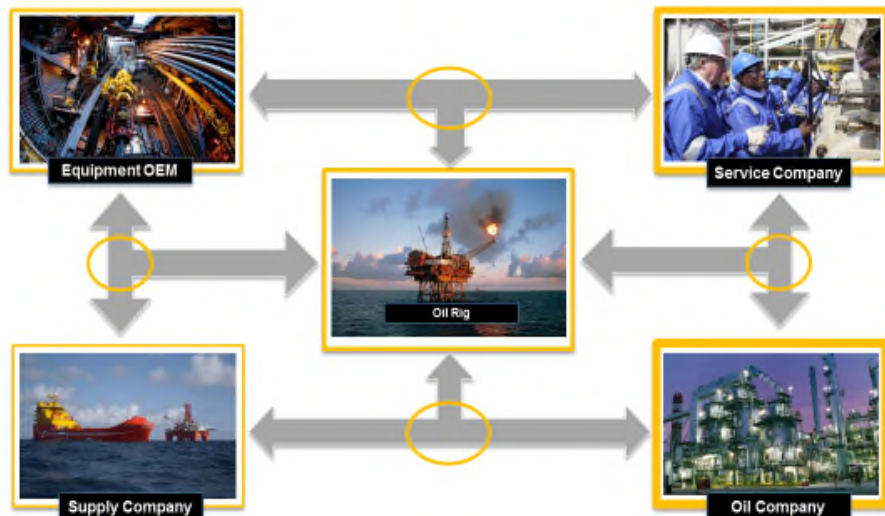 Equipment OEM
Service Company
Oil Rig
Supply Company
Oil Company